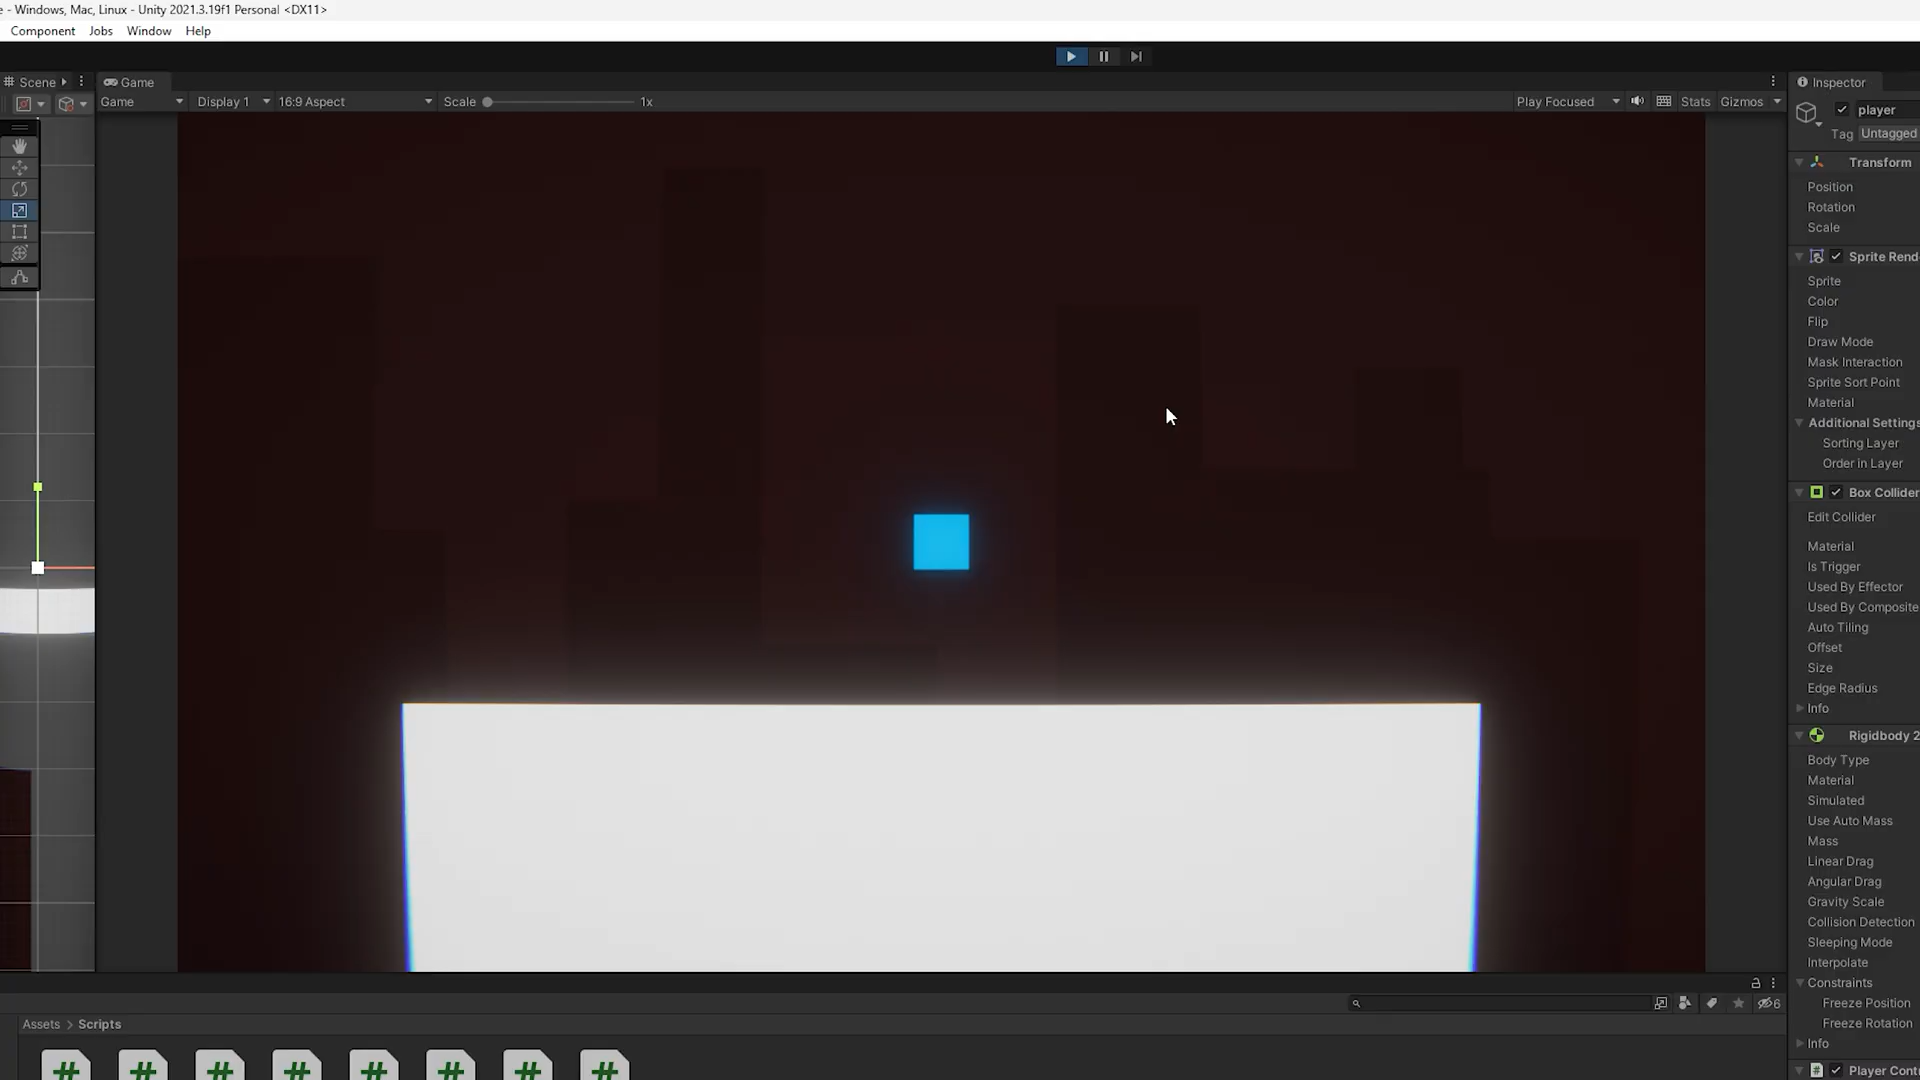 e - Windows, Mac, Linux - Unity 2021.3.19f1 Personal <DX11>
Component Jobs Window Help
Scene Game
Game Display 1 16:9 Aspect Scale 1x Play Focused Stats Gizmos
Inspector
player
Tag Untagged
Transform
Position
Rotation
Scale
Sprite Rend
Sprite
Color
Flip
Draw Mode
Mask Interaction
Sprite Sort Point
Material
Additional Settings
Sorting Layer
Order in Layer
Box Collider
Edit Collider
Material
Is Trigger
Used By Effector
Used By Composite
Auto Tiling
Offset
Size
Edge Radius
Info
Rigidbody 2
Body Type
Material
Simulated
Use Auto Mass
Mass
Linear Drag
Angular Drag
Gravity Scale
Collision Detection
Sleeping Mode
Interpolate
Constraints
Freeze Position
Freeze Rotation
Info
Player Cont
6
Assets > Scripts
# # # # # # # #